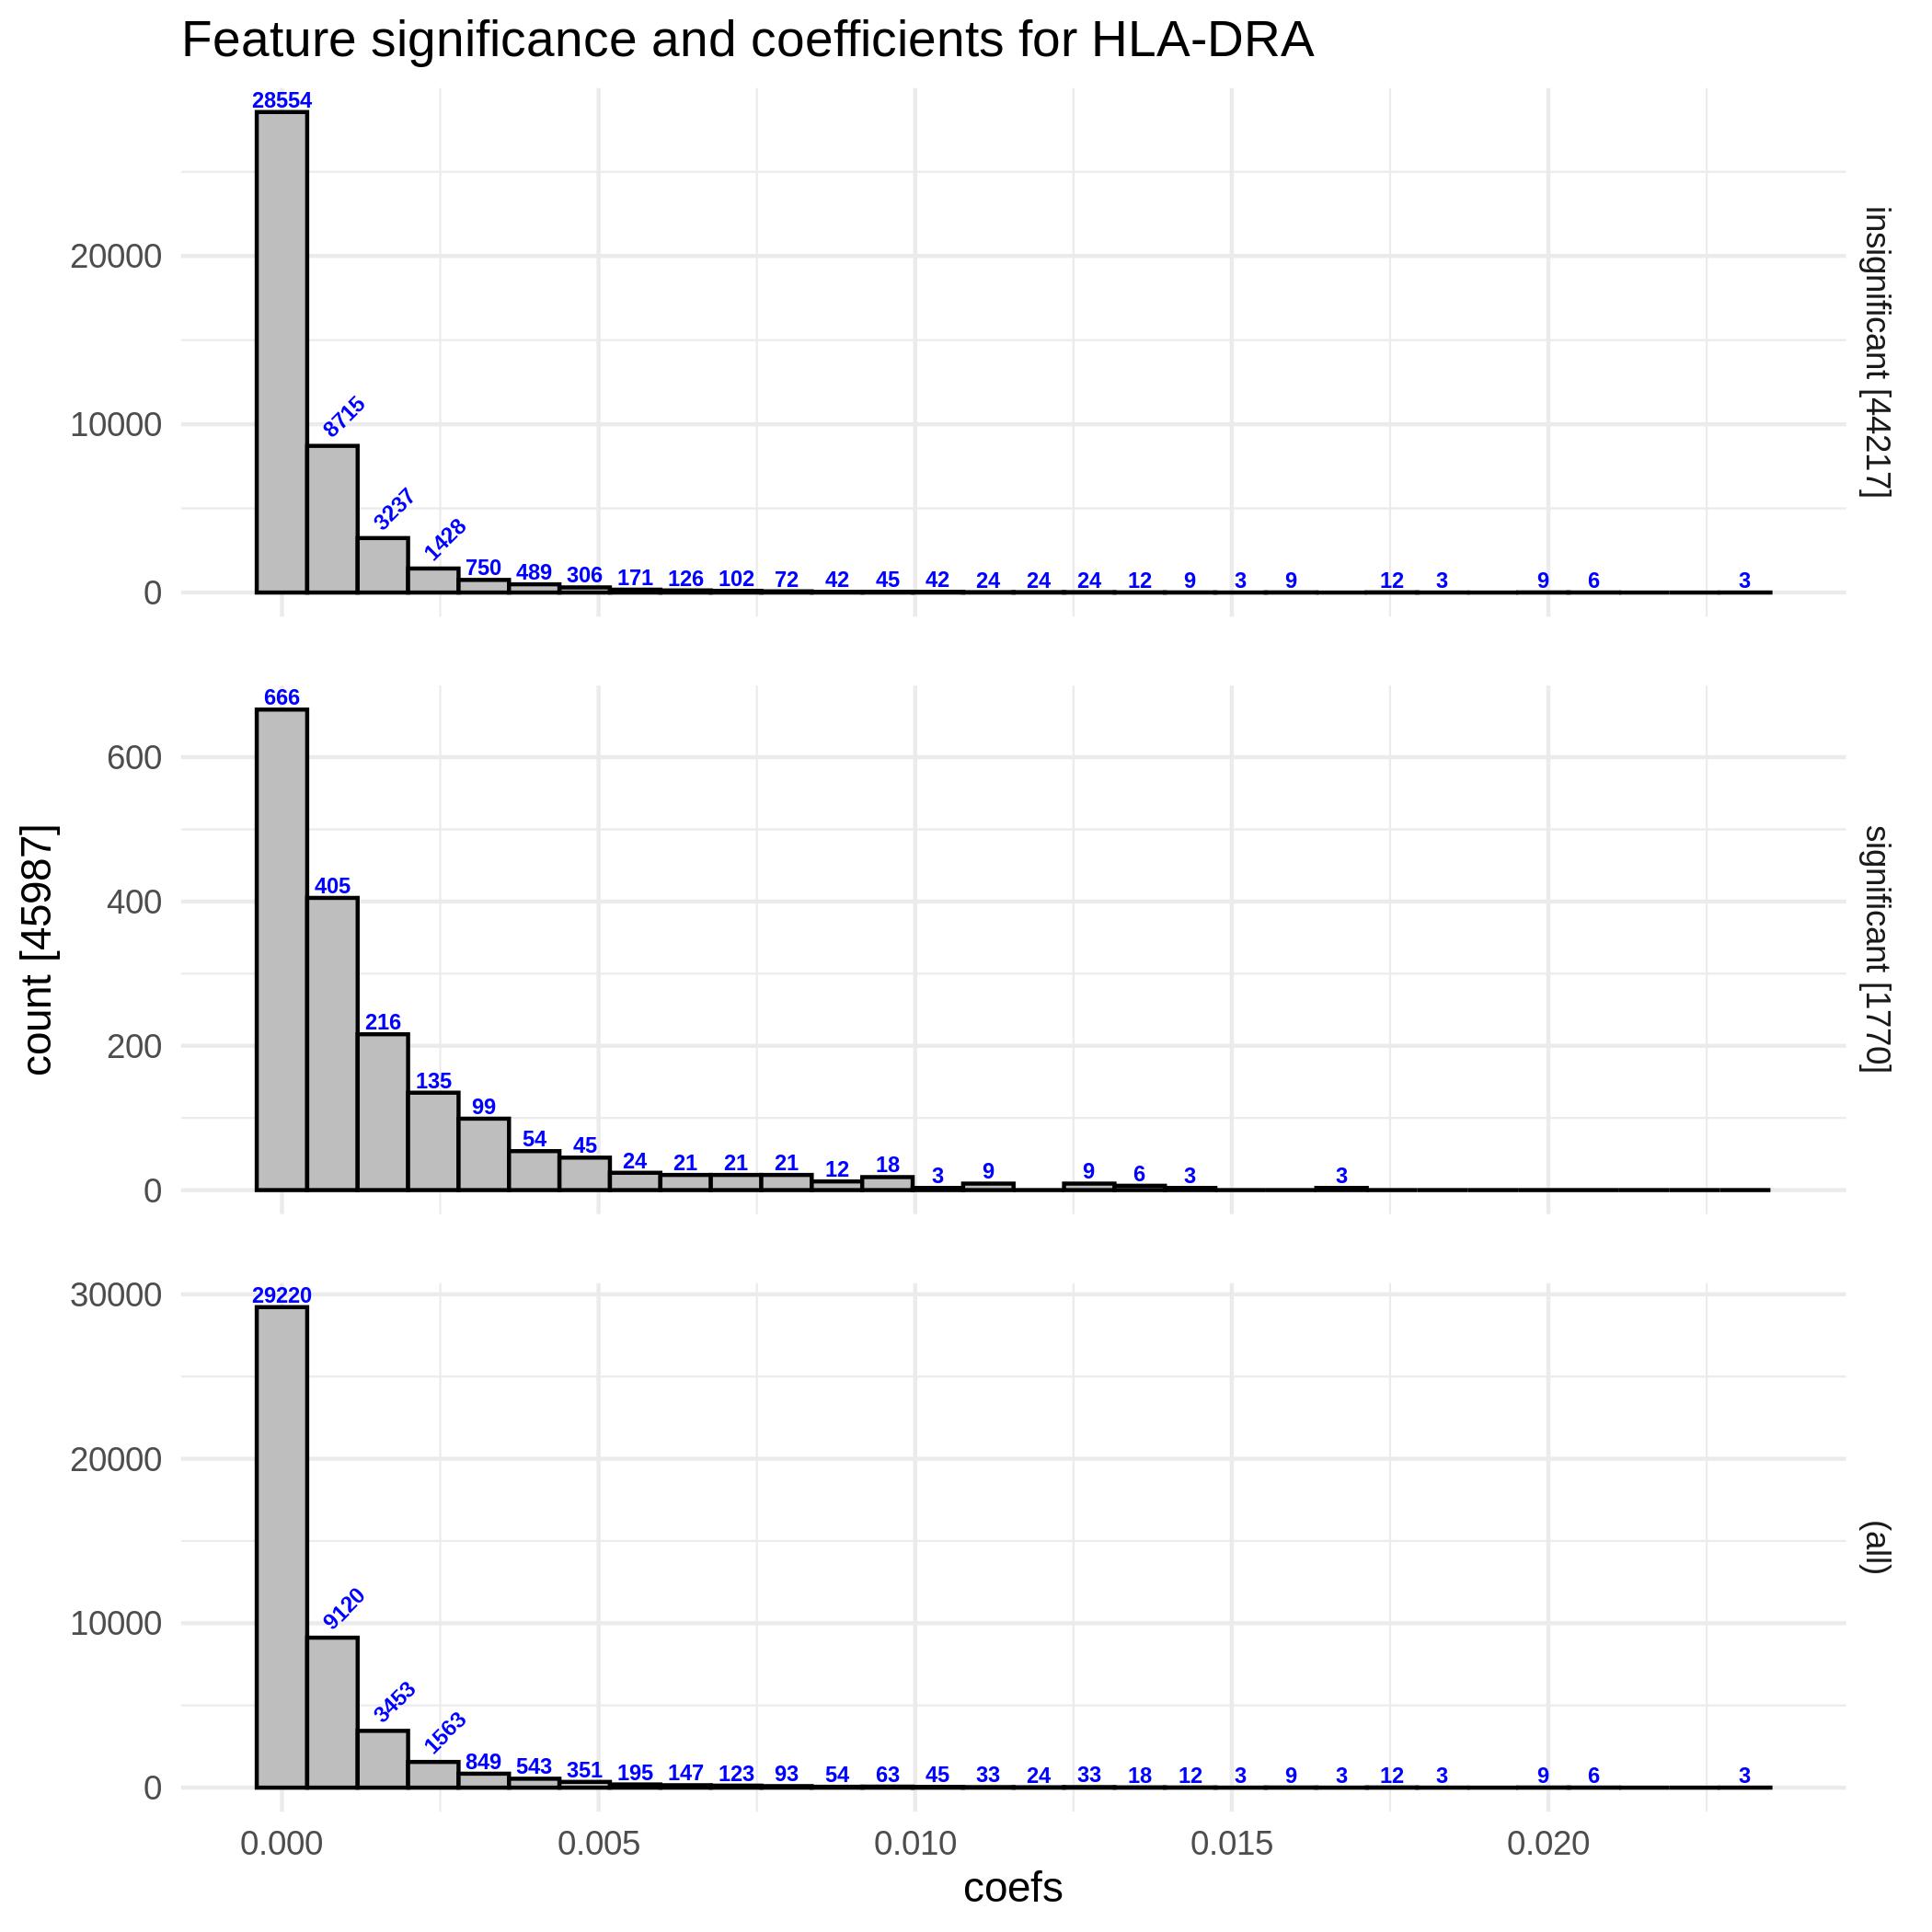 Feature significance and coefficients for HLA-DRA
28554
8715
3237
1428
750 489 306 171 126 102 72 42 45 42 24 24 24 12 9 3 9 12 3 9 6 3
20000
10000
0
insignificant [44217]
666
405
216
135
99
54 45 24 21 21 21 12 18 3 9 9 6 3 3
600
400
200
0
significant [1770]
count [45987]
29220
9120
3453
1563
849 543 351 195 147 123 93 54 63 45 33 24 33 18 12 3 9 3 12 3 9 6 3
30000
20000
10000
0
(all)
0.000 0.005 0.010 0.015 0.020
coefs